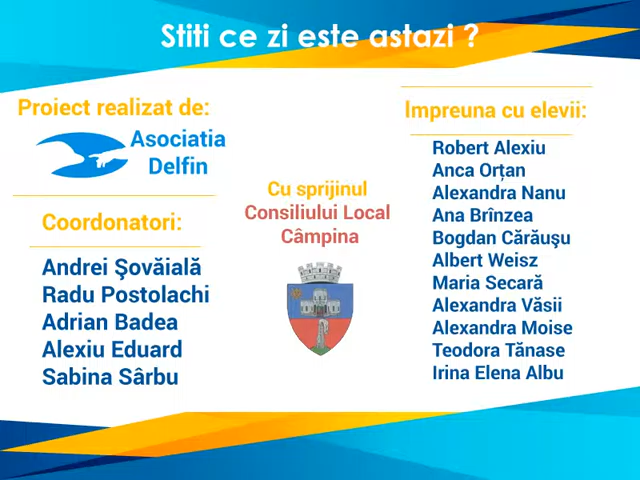 Stiti ce zi este astazi ?
Proiect realizat de:
Asociatia
Delfin
Coordonatori:
Andrei Şovăială
Radu Postolachi
Adrian Badea
Alexiu Eduard
Sabina Sârbu
Cu sprijinul
Consiliului Local
Câmpina
Impreuna cu elevii:
Robert Alexiu
Anca Orțan
Alexandra Nanu
Ana Brînzea
Bogdan Cărăuşu
Albert Weisz
Maria Secară
Alexandra Văsii
Alexandra Moise
Teodora Tănase
Irina Elena Albu